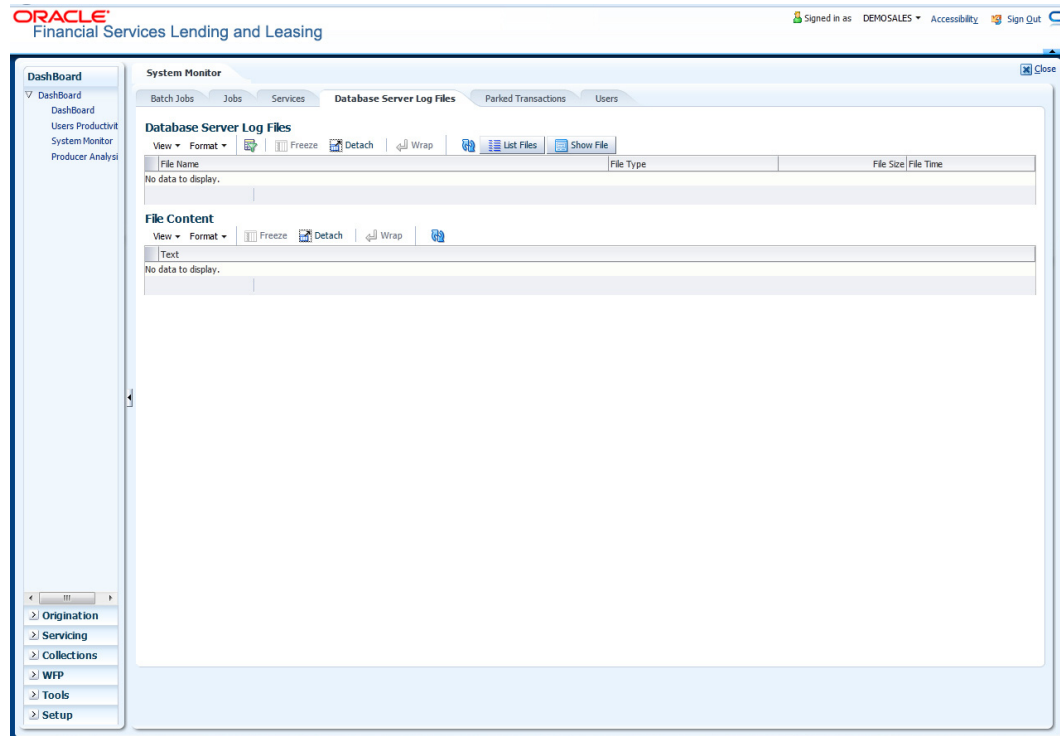 ORACLE
Financial Services Lending and Leasing
Signed in as DEMOSALES Accessibility Sign Out
DashBoard
DashBoard
DashBoard
Users Productivit
System Monitor
Producer Analysi
Origination
Servicing
Collections
WFP
Tools
Setup
System Monitor
Close
Batch Jobs Jobs Services Database Server Log Files Parked Transactions Users
Database Server Log Files
View Format Freeze Detach Wrap List Files Show File
File Name File Type File Size File Time
No data to display.
File Content
View Format Freeze Detach Wrap
Text
No data to display.